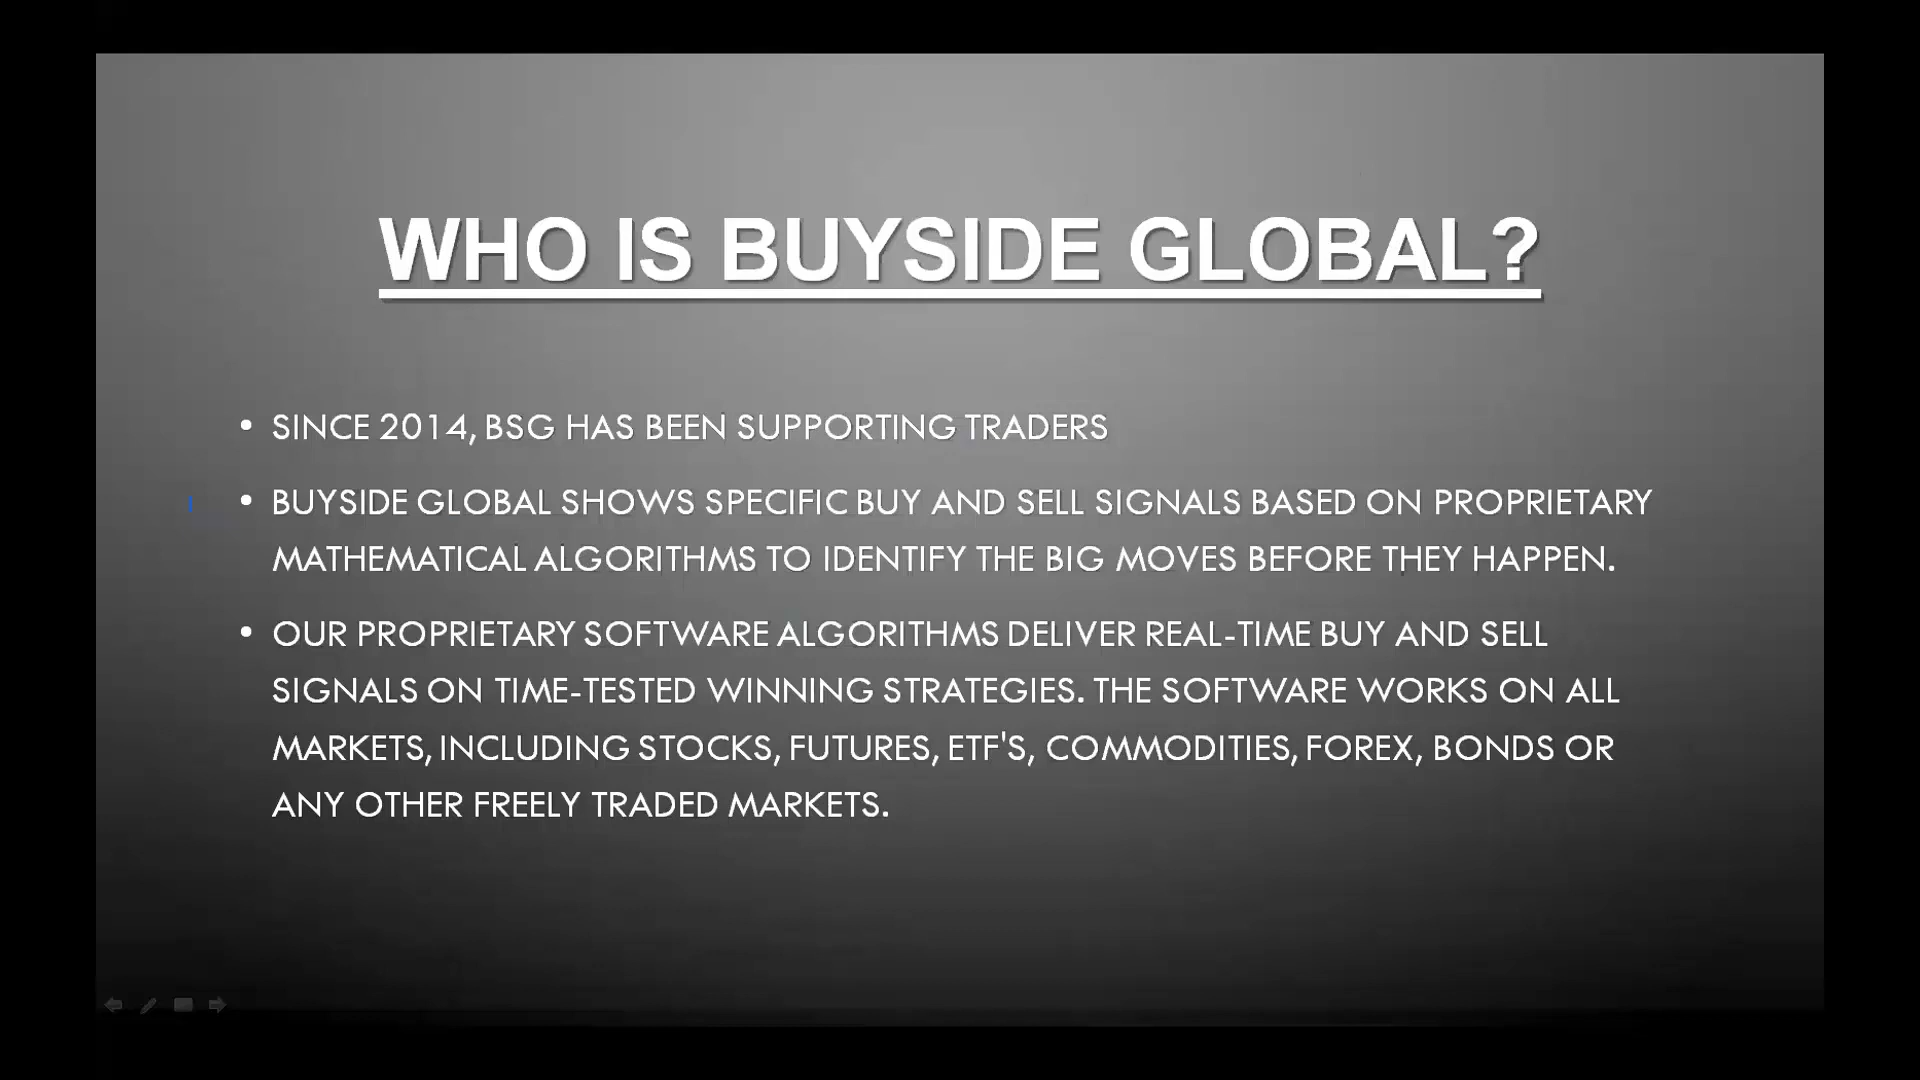 WHO IS BUYSIDE GLOBAL?
• SINCE 2014, BSG HAS BEEN SUPPORTING TRADERS
• BUYSIDE GLOBAL SHOWS SPECIFIC BUY AND SELL SIGNALS BASED ON PROPRIETARY
MATHEMATICAL ALGORITHMS TO IDENTIFY THE BIG MOVES BEFORE THEY HAPPEN.
• OUR PROPRIETARY SOFTWARE ALGORITHMS DELIVER REAL-TIME BUY AND SELL
SIGNALS ON TIME-TESTED WINNING STRATEGIES. THE SOFTWARE WORKS ON ALL
MARKETS, INCLUDING STOCKS, FUTURES, ETF'S, COMMODITIES, FOREX, BONDS OR
ANY OTHER FREELY TRADED MARKETS.